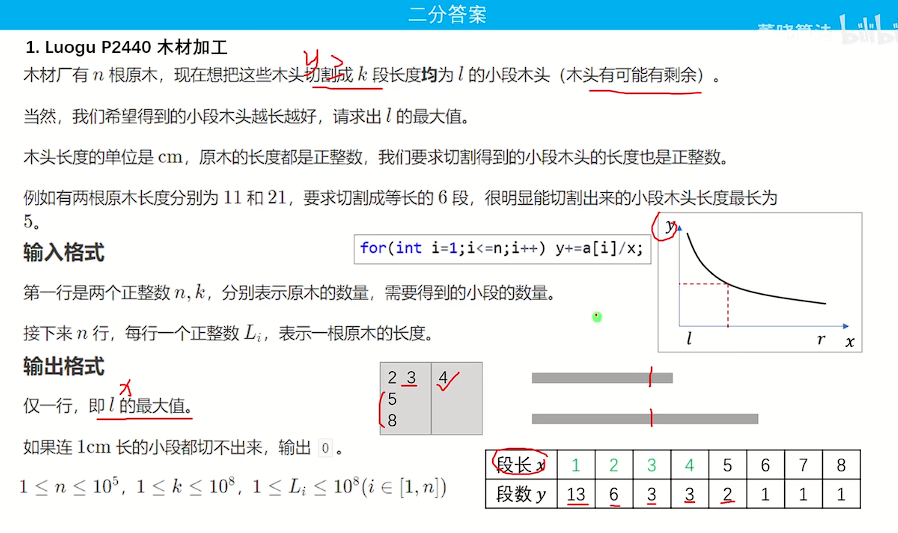 二分答案
董晓算法 bilibili
1. Luogu P2440 木材加工
y
木材厂有 n 根原木，现在想把这些木头切割成 k 段长度均为 l 的小段木头（木头有可能有剩余）。
当然，我们希望得到的小段木头越长越好，请求出 l 的最大值。
木头长度的单位是 cm，原木的长度都是正整数，我们要求切割得到的小段木头的长度也是正整数。
例如有两根原木长度分别为 11 和 21，要求切割成等长的 6 段，很明显能切割出来的小段木头长度最长为
5。
输入格式
for(int i=1;i<=n;i++) y+=a[i]/x;
y
l r x
第一行是两个正整数 n, k，分别表示原木的数量，需要得到的小段的数量。
接下来 n 行，每行一个正整数 Li，表示一根原木的长度。
输出格式
2 3 4
5
8
x
仅一行，即 l 的最大值。
如果连 1cm 长的小段都切不出来，输出 0 。
1 ≤ n ≤ 10^5，1 ≤ k ≤ 10^8，1 ≤ Li ≤ 10^8 (i ∈ [1, n])
段长 x 1 2 3 4 5 6 7 8
段数 y 13 6 3 3 2 1 1 1